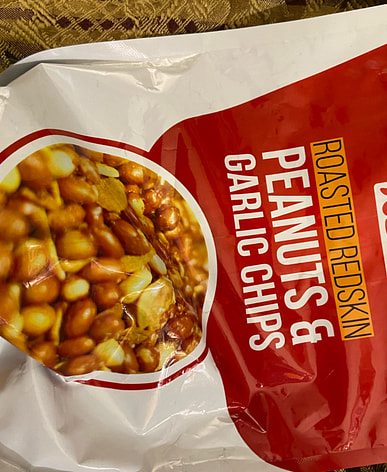 ROASTED REDSKIN
PEANUTS &
GARLIC CHIPS